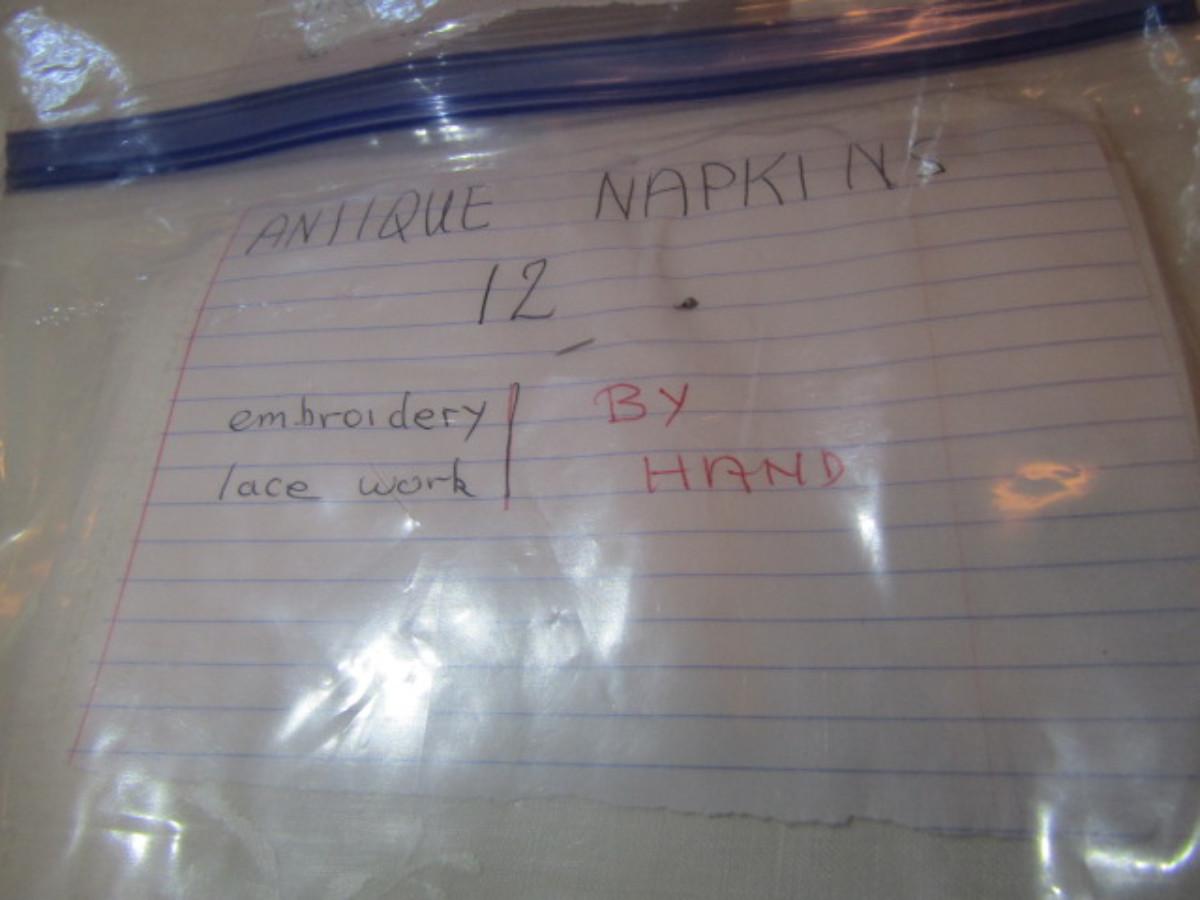 ANTIQUE NAPKINS
12
embroidery | BY
lace work | HAND